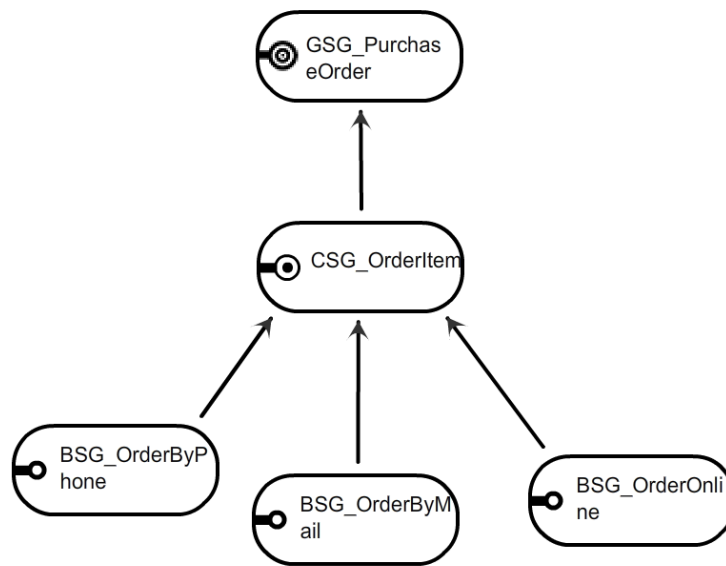 GSG_Purchas
eOrder
CSG_OrderItem
BSG_OrderByP
hone
BSG_OrderByM
ail
BSG_OrderOnli
ne